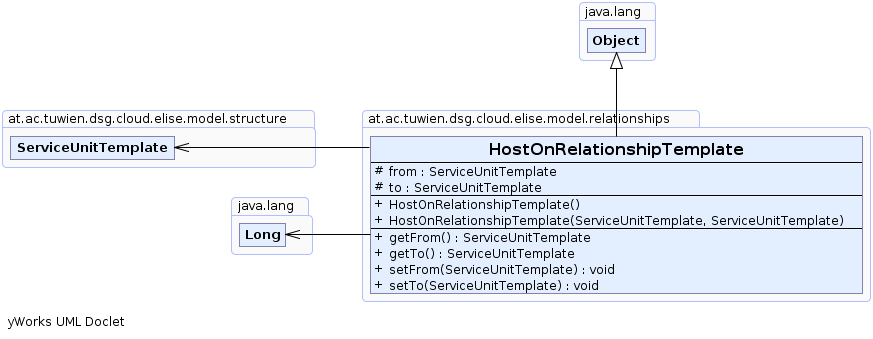 java.lang
Object
at.ac.tuwien.dsg.cloud.elise.model.structure
ServiceUnitTemplate
java.lang
Long
at.ac.tuwien.dsg.cloud.elise.model.relationships
HostOnRelationshipTemplate
# from : ServiceUnitTemplate
# to : ServiceUnitTemplate
+ HostOnRelationshipTemplate()
+ HostOnRelationshipTemplate(ServiceUnitTemplate, ServiceUnitTemplate)
+ getFrom() : ServiceUnitTemplate
+ getTo() : ServiceUnitTemplate
+ setFrom(ServiceUnitTemplate) : void
+ setTo(ServiceUnitTemplate) : void
yWorks UML Doclet